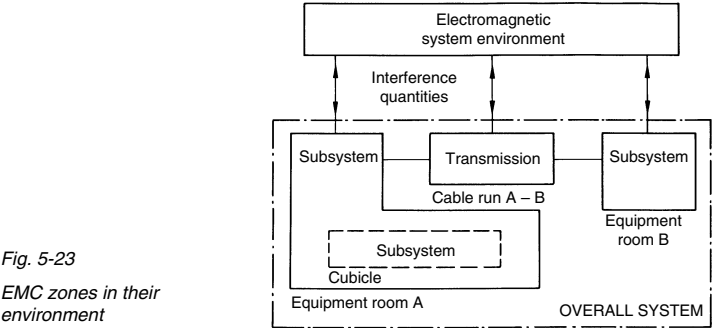 Electromagnetic
system environment
Interference
quantities
Subsystem
Transmission
Subsystem
Cable run A – B
Equipment
room B
Subsystem
Cubicle
Equipment room A
OVERALL SYSTEM
Fig. 5-23
EMC zones in their
environment